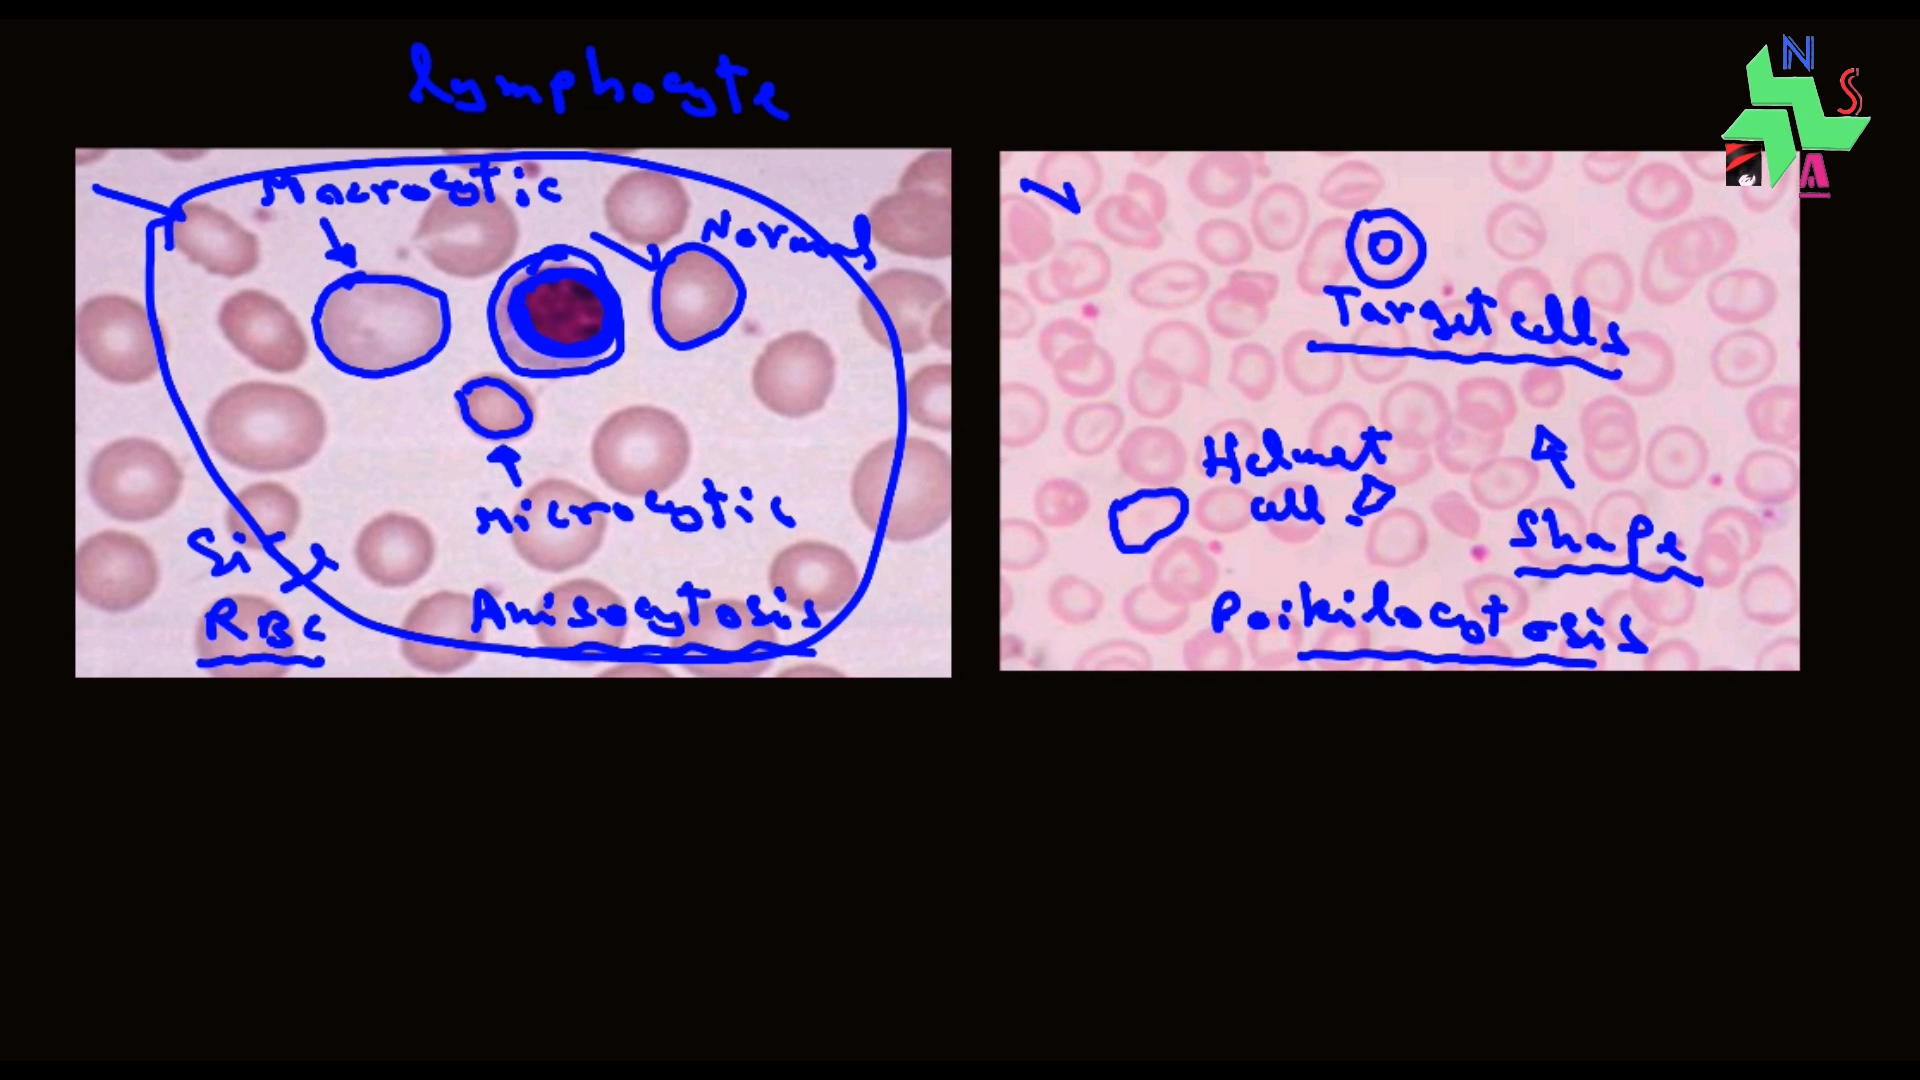 Lymphocyte
Macrocytic
Normal
Microcytic
Size
RBC
Anisocytosis
Target cells
Helmet
cell
Shape
Poikilocytosis
N
S
A